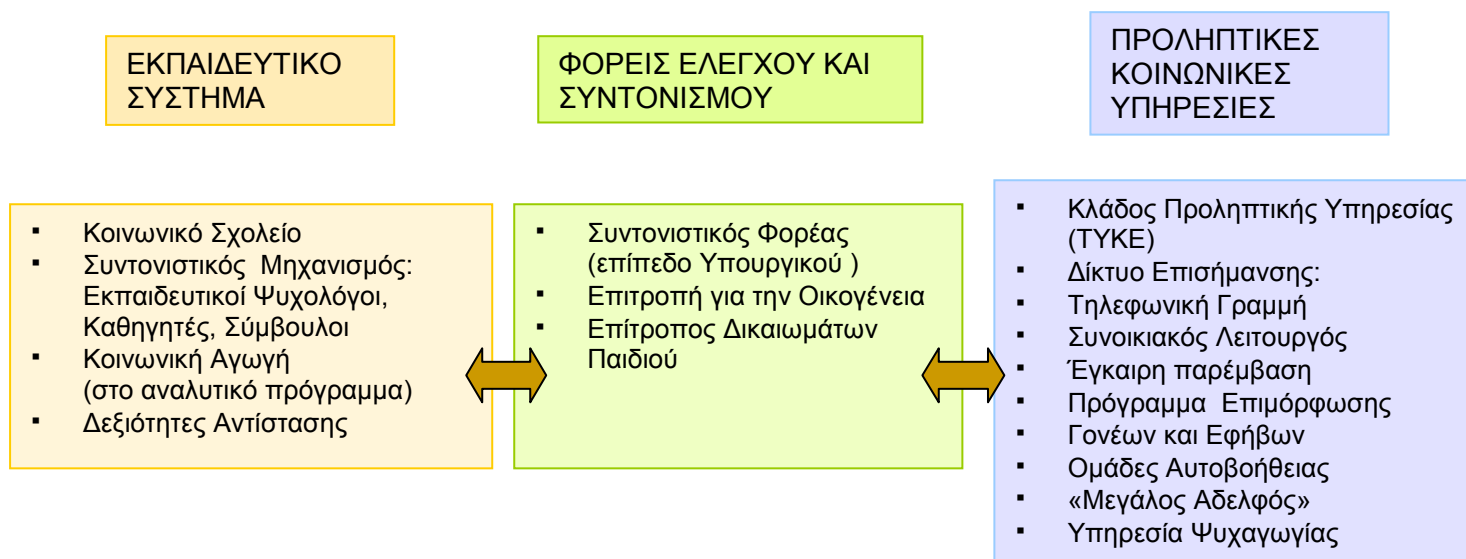 ΕΚΠΑΙΔΕΥΤΙΚΟ
ΣΥΣΤΗΜΑ
ΦΟΡΕΙΣ ΕΛΕΓΧΟΥ ΚΑΙ
ΣΥΝΤΟΝΙΣΜΟΥ
ΠΡΟΛΗΠΤΙΚΕΣ
ΚΟΙΝΩΝΙΚΕΣ
ΥΠΗΡΕΣΙΕΣ
▪ Κοινωνικό Σχολείο
▪ Συντονιστικός Μηχανισμός:
Εκπαιδευτικοί Ψυχολόγοι,
Καθηγητές, Σύμβουλοι
▪ Κοινωνική Αγωγή
(στο αναλυτικό πρόγραμμα)
▪ Δεξιότητες Αντίστασης
▪ Συντονιστικός Φορέας
(επίπεδο Υπουργικού )
▪ Επιτροπή για την Οικογένεια
▪ Επίτροπος Δικαιωμάτων
Παιδιού
▪ Κλάδος Προληπτικής Υπηρεσίας
(ΤΥΚΕ)
▪ Δίκτυο Επισήμανσης:
▪ Τηλεφωνική Γραμμή
▪ Συνοικιακός Λειτουργός
▪ Έγκαιρη παρέμβαση
▪ Πρόγραμμα Επιμόρφωσης
▪ Γονέων και Εφήβων
▪ Ομάδες Αυτοβοήθειας
▪ «Μεγάλος Αδελφός»
▪ Υπηρεσία Ψυχαγωγίας